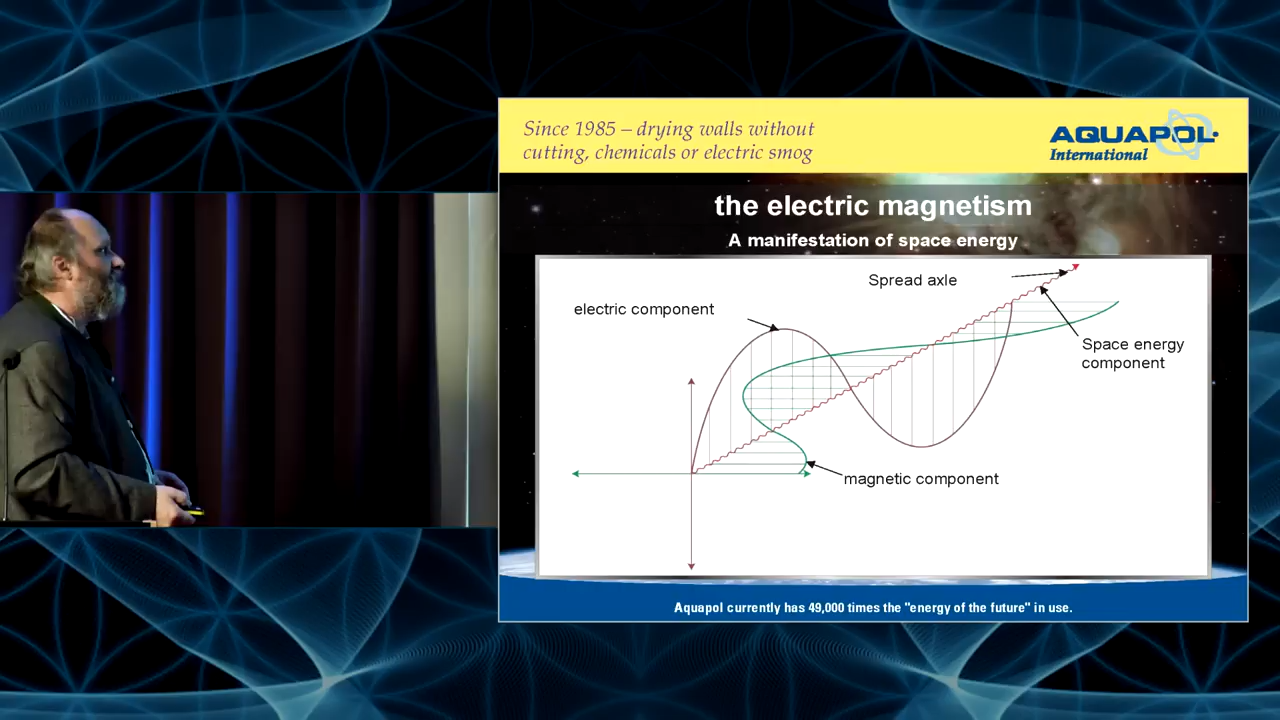 Since 1985 – drying walls without
cutting, chemicals or electric smog
AQUAPOL
International
the electric magnetism
A manifestation of space energy
Spread axle
electric component
Space energy
component
magnetic component
Aquapol currently has 49,000 times the "energy of the future" in use.